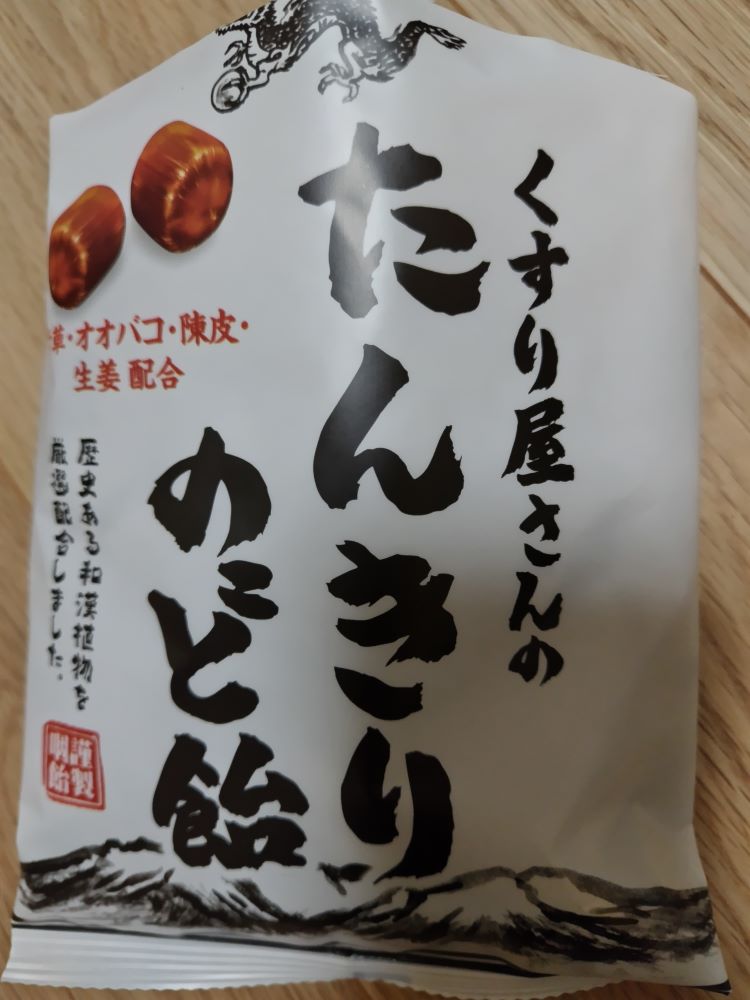 くすり屋さんの
たんきり
のど飴
草・オオバコ・陳皮・
生姜 配合
歴史ある和漢植物を
厳選配合しました。
謹製